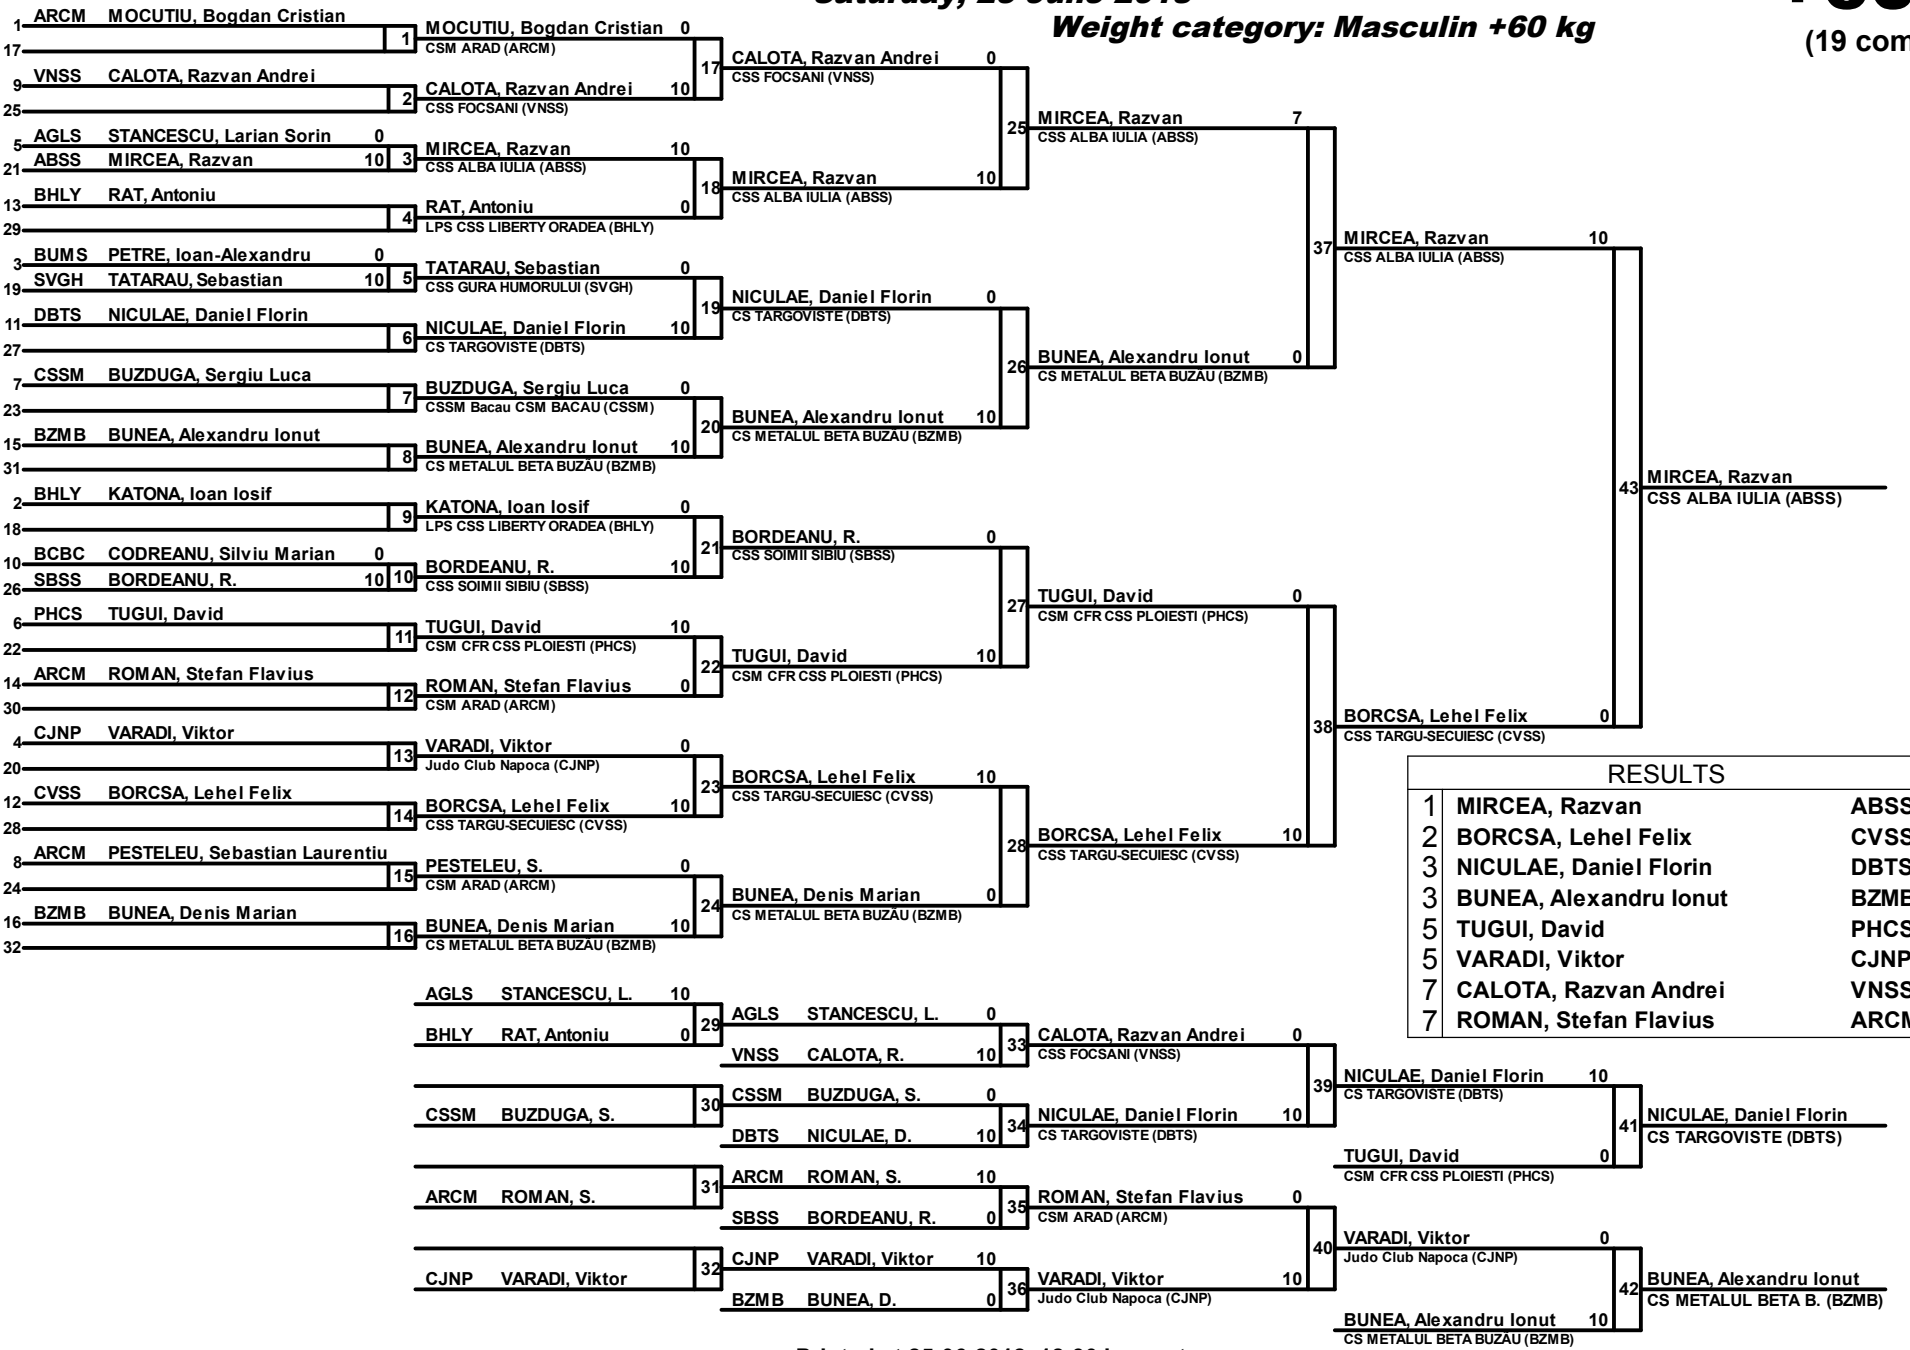 Weight category: Masculin +60 kg
1 ARCM MOCUTIU, Bogdan Cristian
17
1
9 VNSS CALOTA, Razvan Andrei
25
2
5 AGLS STANCESCU, Larian Sorin 0
21 ABSS MIRCEA, Razvan 10
3
13 BHLY RAT, Antoniu
29
4
3 BUMS PETRE, Ioan-Alexandru 0
19 SVGH TATARAU, Sebastian 10
5
11 DBTS NICULAE, Daniel Florin
27
6
7 CSSM BUZDUGA, Sergiu Luca
23
7
15 BZMB BUNEA, Alexandru Ionut
31
8
2 BHLY KATONA, Ioan Iosif
18
9
10 BCBC CODREANU, Silviu Marian 0
26 SBSS BORDEANU, R. 10
10
6 PHCS TUGUI, David
22
11
14 ARCM ROMAN, Stefan Flavius
30
12
4 CJNP VARADI, Viktor
20
13
12 CVSS BORCSA, Lehel Felix
28
14
8 ARCM PESTELEU, Sebastian Laurentiu
24
15
16 BZMB BUNEA, Denis Marian
32
16
MOCUTIU, Bogdan Cristian 0
CSM ARAD (ARCM)
17
CALOTA, Razvan Andrei 10
CSS FOCSANI (VNSS)
MIRCEA, Razvan 10
CSS ALBA IULIA (ABSS)
18
RAT, Antoniu 0
LPS CSS LIBERTY ORADEA (BHLY)
TATARAU, Sebastian 0
CSS GURA HUMORULUI (SVGH)
19
NICULAE, Daniel Florin 10
CS TARGOVISTE (DBTS)
BUZDUGA, Sergiu Luca 0
CSSM Bacau CSM BACAU (CSSM)
20
BUNEA, Alexandru Ionut 10
CS METALUL BETA BUZĂU (BZMB)
KATONA, Ioan Iosif 0
LPS CSS LIBERTY ORADEA (BHLY)
21
BORDEANU, R. 10
CSS SOIMII SIBIU (SBSS)
TUGUI, David 10
CSM CFR CSS PLOIESTI (PHCS)
22
ROMAN, Stefan Flavius 0
CSM ARAD (ARCM)
VARADI, Viktor 0
Judo Club Napoca (CJNP)
23
BORCSA, Lehel Felix 10
CSS TARGU-SECUIESC (CVSS)
PESTELEU, S. 0
CSM ARAD (ARCM)
24
BUNEA, Denis Marian 10
CS METALUL BETA BUZĂU (BZMB)
CALOTA, Razvan Andrei 0
CSS FOCSANI (VNSS)
25
MIRCEA, Razvan 10
CSS ALBA IULIA (ABSS)
NICULAE, Daniel Florin 0
CS TARGOVISTE (DBTS)
26
BUNEA, Alexandru Ionut 10
CS METALUL BETA BUZĂU (BZMB)
BORDEANU, R. 0
CSS SOIMII SIBIU (SBSS)
27
TUGUI, David 10
CSM CFR CSS PLOIESTI (PHCS)
BORCSA, Lehel Felix 10
CSS TARGU-SECUIESC (CVSS)
28
BUNEA, Denis Marian 0
CS METALUL BETA BUZĂU (BZMB)
MIRCEA, Razvan 7
CSS ALBA IULIA (ABSS)
37
BUNEA, Alexandru Ionut 0
CS METALUL BETA BUZĂU (BZMB)
TUGUI, David 0
CSM CFR CSS PLOIESTI (PHCS)
38
BORCSA, Lehel Felix 10
CSS TARGU-SECUIESC (CVSS)
MIRCEA, Razvan 10
CSS ALBA IULIA (ABSS)
43
BORCSA, Lehel Felix 0
CSS TARGU-SECUIESC (CVSS)
MIRCEA, Razvan
CSS ALBA IULIA (ABSS)
RESULTS
1 MIRCEA, Razvan ABSS
2 BORCSA, Lehel Felix CVSS
3 NICULAE, Daniel Florin DBTS
3 BUNEA, Alexandru Ionut BZMB
5 TUGUI, David PHCS
5 VARADI, Viktor CJNP
7 CALOTA, Razvan Andrei VNSS
7 ROMAN, Stefan Flavius ARCM
AGLS STANCESCU, L. 10
29
BHLY RAT, Antoniu 0
30
CSSM BUZDUGA, S.
31
ARCM ROMAN, S.
32
CJNP VARADI, Viktor
AGLS STANCESCU, L. 0
33
VNSS CALOTA, R. 10
CSSM BUZDUGA, S. 0
34
DBTS NICULAE, D. 10
ARCM ROMAN, S. 10
35
SBSS BORDEANU, R. 0
CJNP VARADI, Viktor 10
36
BZMB BUNEA, D. 0
CALOTA, Razvan Andrei 0
CSS FOCSANI (VNSS)
39
NICULAE, Daniel Florin 10
CS TARGOVISTE (DBTS)
ROMAN, Stefan Flavius 0
CSM ARAD (ARCM)
40
VARADI, Viktor 10
Judo Club Napoca (CJNP)
NICULAE, Daniel Florin 10
CS TARGOVISTE (DBTS)
41
TUGUI, David 0
CSM CFR CSS PLOIESTI (PHCS)
VARADI, Viktor 0
Judo Club Napoca (CJNP)
42
BUNEA, Alexandru Ionut 10
CS METALUL BETA BUZĂU (BZMB)
NICULAE, Daniel Florin
CS TARGOVISTE (DBTS)
BUNEA, Alexandru Ionut
CS METALUL BETA B. (BZMB)
(19 com